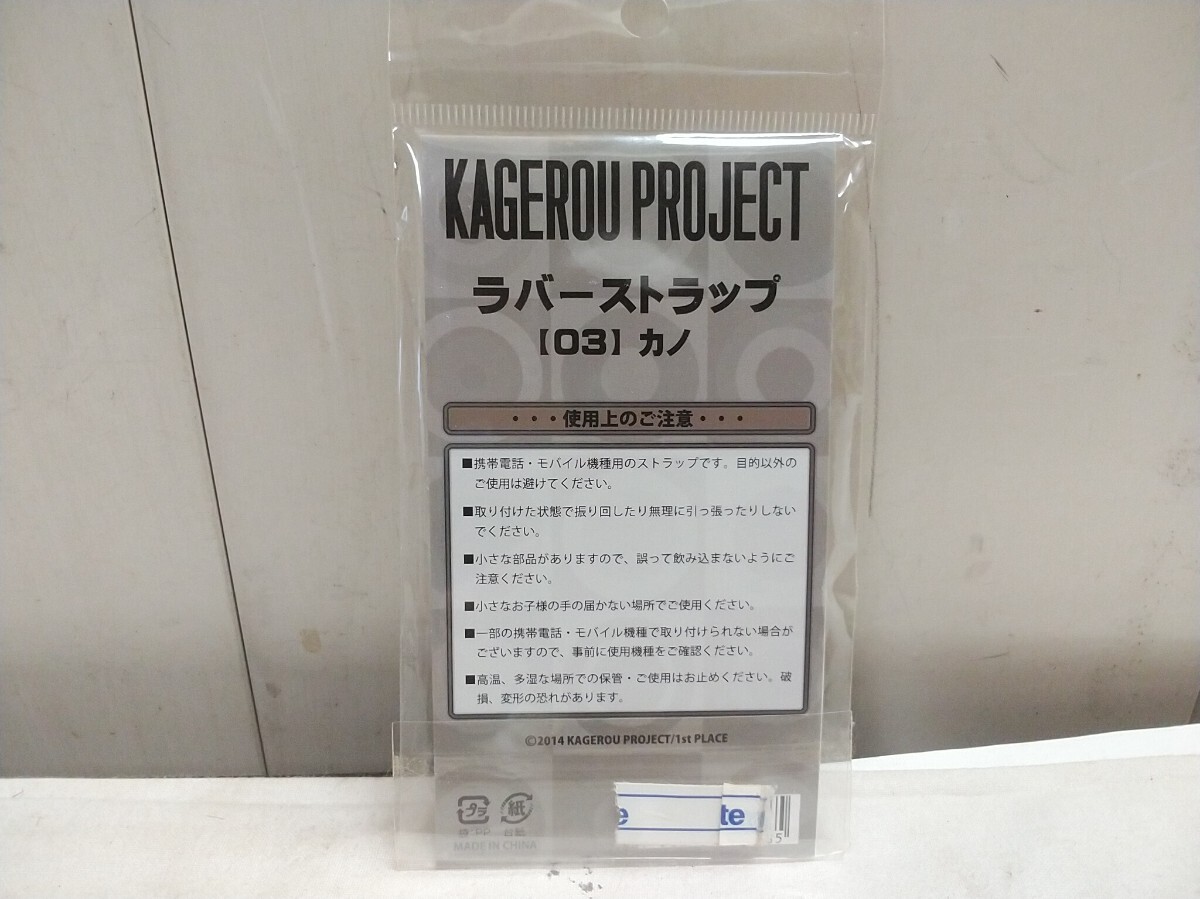 KAGEROU PROJECT
ラバーストラップ
【03】カノ
・・・使用上のご注意・・・
■携帯電話・モバイル機種用のストラップです。目的以外の
ご使用は避けてください。
■取り付けた状態で振り回したり無理に引っ張ったりしない
でください。
■小さな部品がありますので、誤って飲み込まないようにご
注意ください。
■小さなお子様の手の届かない場所でご使用ください。
■一部の携帯電話・モバイル機種で取り付けられない場合が
ございますので、事前に使用機種をご確認ください。
■高温、多湿な場所での保管・ご使用はお止めください。破
損、変形の恐れがあります。
©2014 KAGEROU PROJECT/1st PLACE
プラ 紙
台紙
MADE IN CHINA
e te
5